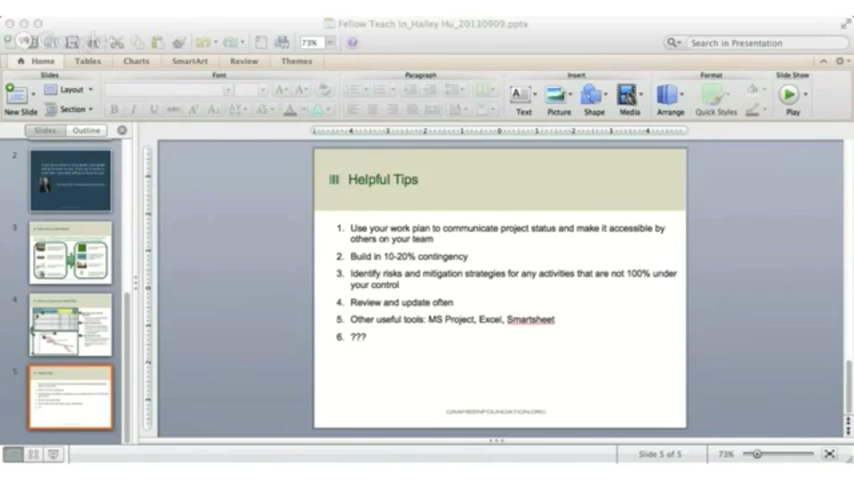 Fellow Teach In_Hailey Hu_20130909.pptx
73%
Search in Presentation
Home Tables Charts SmartArt Review Themes
Slides Font Paragraph Insert Format Slide Show
New Slide Layout Section Text Picture Shape Media Arrange Quick Styles Play
Slides Outline
2
3
4
5
Helpful Tips
1. Use your work plan to communicate project status and make it accessible by
others on your team
2. Build in 10-20% contingency
3. Identify risks and mitigation strategies for any activities that are not 100% under
your control
4. Review and update often
5. Other useful tools: MS Project, Excel, Smartsheet
6. ???
GRAMEENFOUNDATION.ORG
Slide 5 of 5 73%